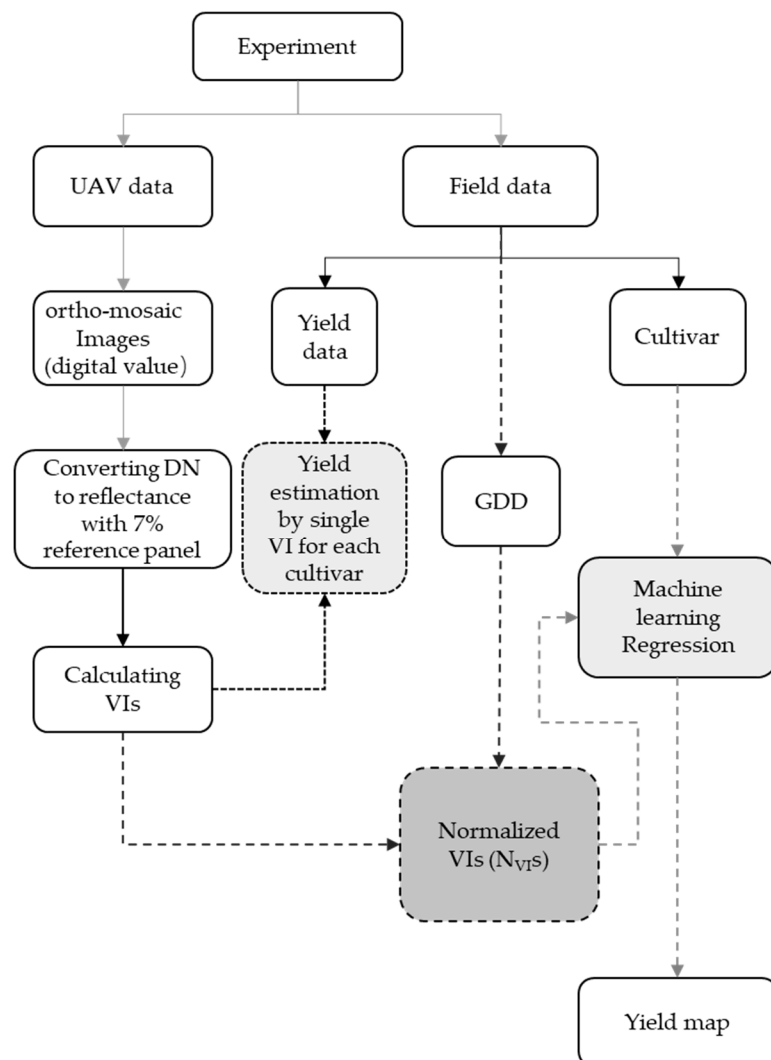 Experiment
UAV data
Field data
ortho-mosaic
Images
(digital value)
Yield
data
Cultivar
Converting DN
to reflectance
with 7%
reference panel
Yield
estimation
by single
VI for each
cultivar
GDD
Machine
learning
Regression
Calculating
VIs
Normalized
VIs (NVIs)
Yield map